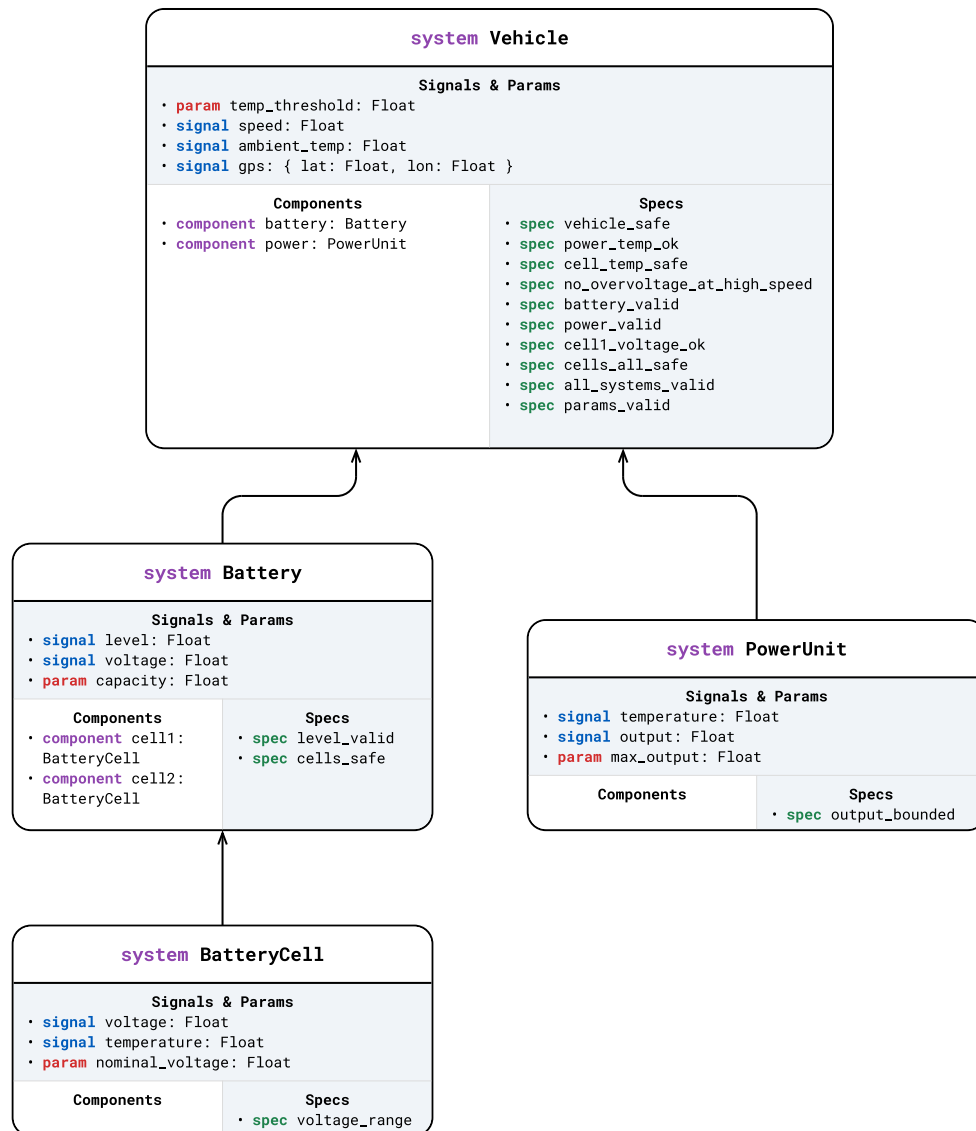 system Vehicle
Signals & Params
• param temp_threshold: Float
• signal speed: Float
• signal ambient_temp: Float
• signal gps: { lat: Float, lon: Float }
Components
• component battery: Battery
• component power: PowerUnit
Specs
• spec vehicle_safe
• spec power_temp_ok
• spec cell_temp_safe
• spec no_overvoltage_at_high_speed
• spec battery_valid
• spec power_valid
• spec cell1_voltage_ok
• spec cells_all_safe
• spec all_systems_valid
• spec params_valid
system Battery
Signals & Params
• signal level: Float
• signal voltage: Float
• param capacity: Float
Components
• component cell1:
BatteryCell
• component cell2:
BatteryCell
Specs
• spec level_valid
• spec cells_safe
system PowerUnit
Signals & Params
• signal temperature: Float
• signal output: Float
• param max_output: Float
Components
Specs
• spec output_bounded
system BatteryCell
Signals & Params
• signal voltage: Float
• signal temperature: Float
• param nominal_voltage: Float
Components
Specs
• spec voltage_range